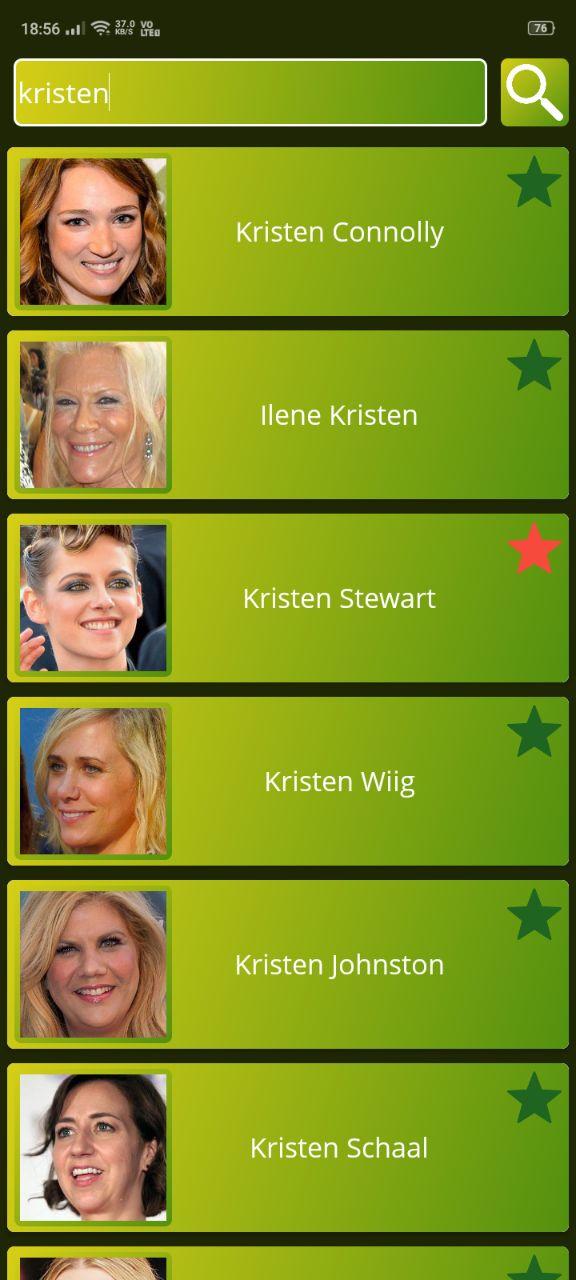 18:56 37.0 KB/S VO LTE 76
kristen
Kristen Connolly
Ilene Kristen
Kristen Stewart
Kristen Wiig
Kristen Johnston
Kristen Schaal